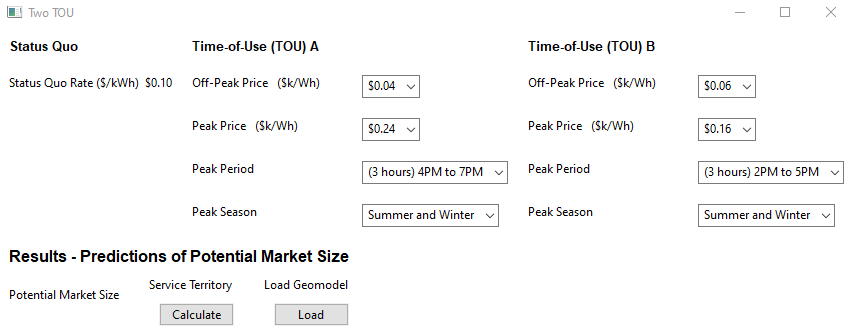 Two TOU
Status Quo Time-of-Use (TOU) A Time-of-Use (TOU) B
Status Quo Rate ($/kWh) $0.10 Off-Peak Price ($k/Wh) $0.04 Off-Peak Price ($k/Wh) $0.06
Peak Price ($k/Wh) $0.24 Peak Price ($k/Wh) $0.16
Peak Period (3 hours) 4PM to 7PM Peak Period (3 hours) 2PM to 5PM
Peak Season Summer and Winter Peak Season Summer and Winter
Results - Predictions of Potential Market Size
Service Territory Load Geomodel
Potential Market Size
Calculate Load